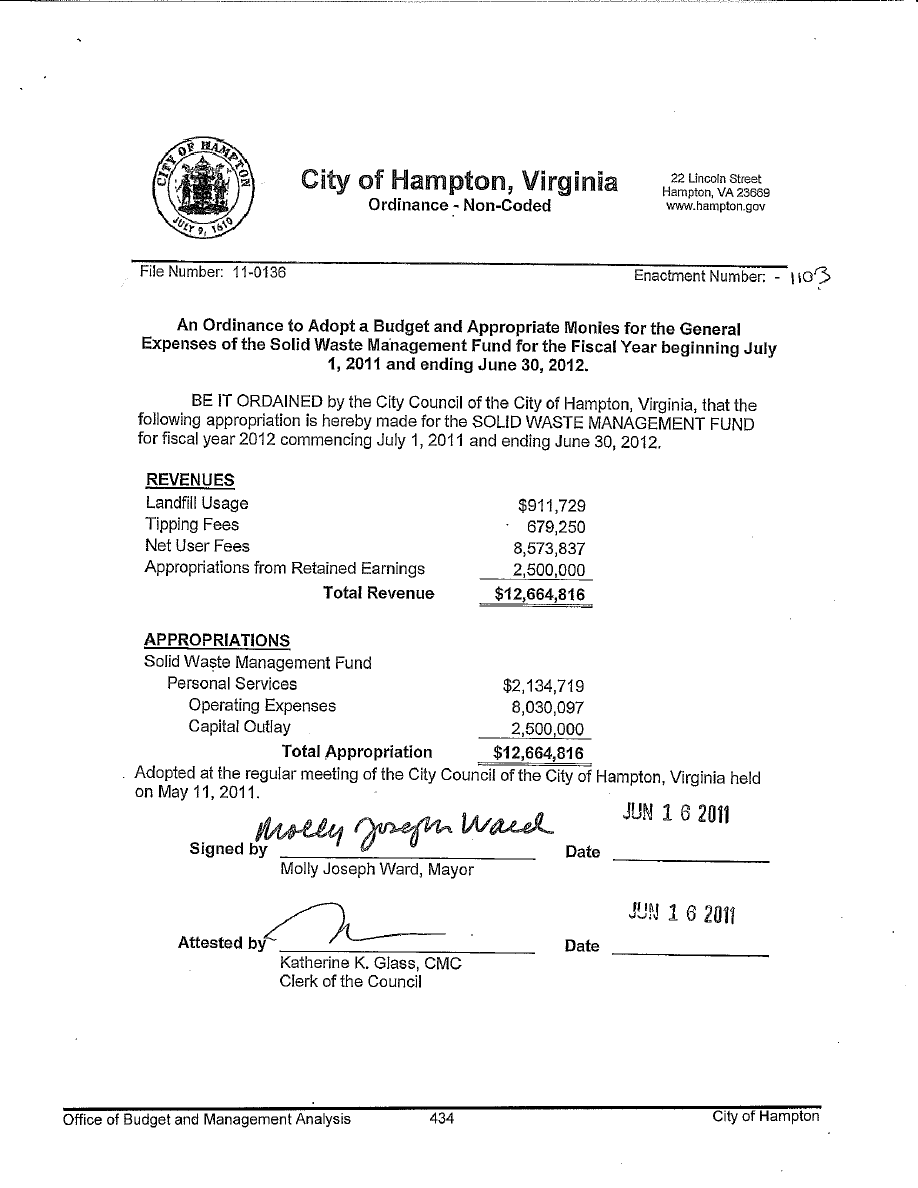 CITY OF HAMPTON
JULY 9, 1610
City of Hampton, Virginia
Ordinance - Non-Coded
22 Lincoln Street
Hampton, VA 23669
www.hampton.gov
File Number: 11-0136
Enactment Number: - 1103
An Ordinance to Adopt a Budget and Appropriate Monies for the General
Expenses of the Solid Waste Management Fund for the Fiscal Year beginning July
1, 2011 and ending June 30, 2012.
BE IT ORDAINED by the City Council of the City of Hampton, Virginia, that the
following appropriation is hereby made for the SOLID WASTE MANAGEMENT FUND
for fiscal year 2012 commencing July 1, 2011 and ending June 30, 2012.
REVENUES
Landfill Usage $911,729
Tipping Fees 679,250
Net User Fees 8,573,837
Appropriations from Retained Earnings 2,500,000
Total Revenue $12,664,816
APPROPRIATIONS
Solid Waste Management Fund
Personal Services $2,134,719
Operating Expenses 8,030,097
Capital Outlay 2,500,000
Total Appropriation $12,664,816
Adopted at the regular meeting of the City Council of the City of Hampton, Virginia held
on May 11, 2011.
JUN 16 2011
Molly Joseph Ward
Signed by Date
Molly Joseph Ward, Mayor
JUN 16 2011
Attested by Date
Katherine K. Glass, CMC
Clerk of the Council
Office of Budget and Management Analysis 434 City of Hampton